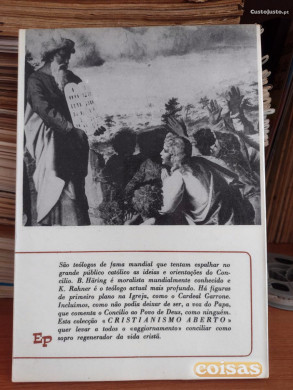 CustoJusto.pt
São teólogos de fama mundial que tentam espalhar no
grande público católico as ideias e orientações do Con-
cílio. B. Häring é moralista mundialmente conhecido e
K. Rahner é o teólogo actual mais profundo. Há figuras
de primeiro plano na Igreja, como o Cardeal Garrone.
Incluímos, como não podia deixar de ser, a voz do Papa,
que comenta o Concílio ao Povo de Deus, como ninguém.
Esta colecção «CRISTIANISMO ABERTO»
quer levar a todos o «aggiornamento» conciliar como
sopro regenerador da vida cristã.
EP
coisas